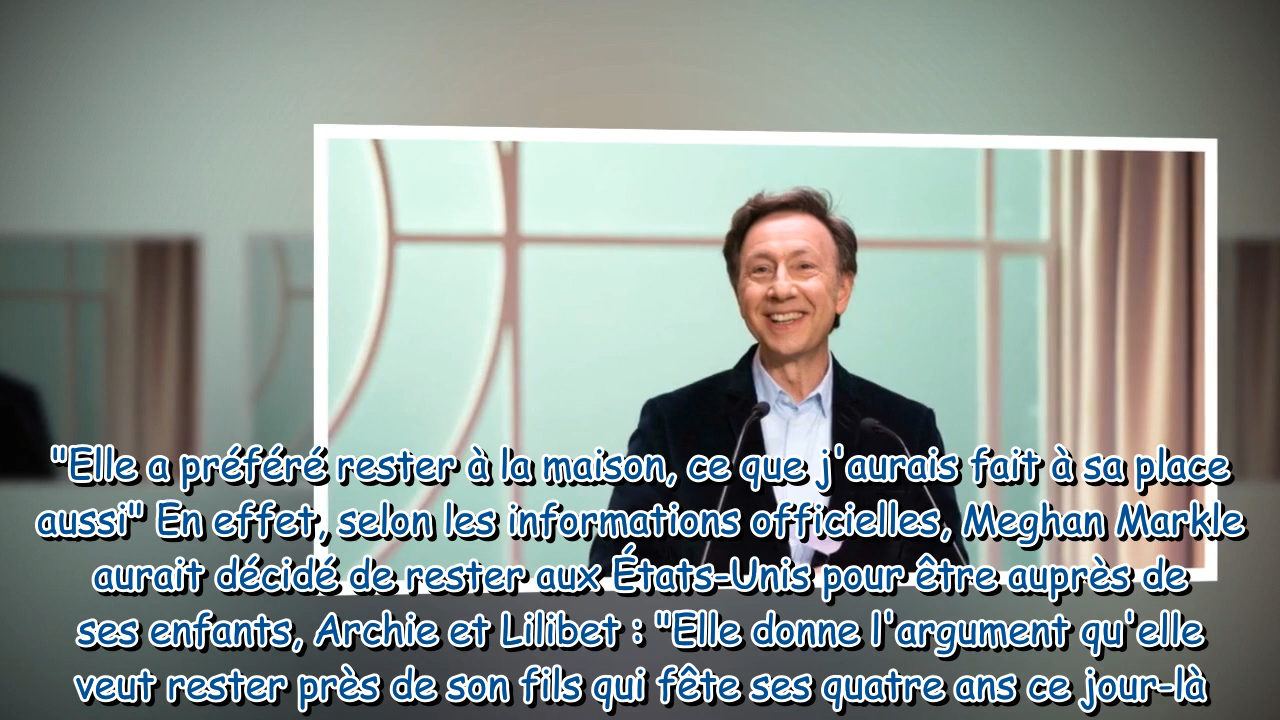 "Elle a préféré rester à la maison, ce que j'aurais fait à sa place
aussi" En effet, selon les informations officielles, Meghan Markle
aurait décidé de rester aux États-Unis pour être auprès de
ses enfants, Archie et Lilibet : "Elle donne l'argument qu'elle
veut rester près de son fils qui fête ses quatre ans ce jour-là